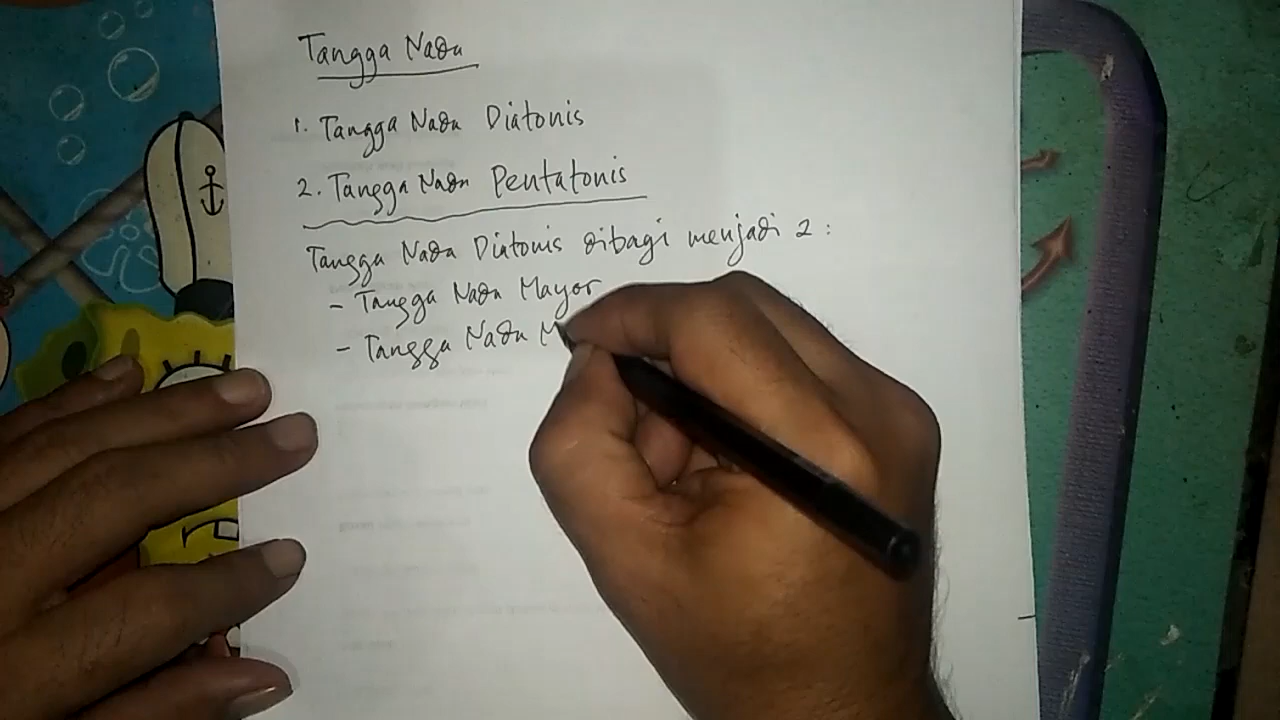 Tangga Nada
1. Tangga Nada Diatonis
2. Tangga Nada Pentatonis
Tangga Nada Diatonis dibagi menjadi 2 :
- Tangga Nada Mayor
- Tangga Nada M